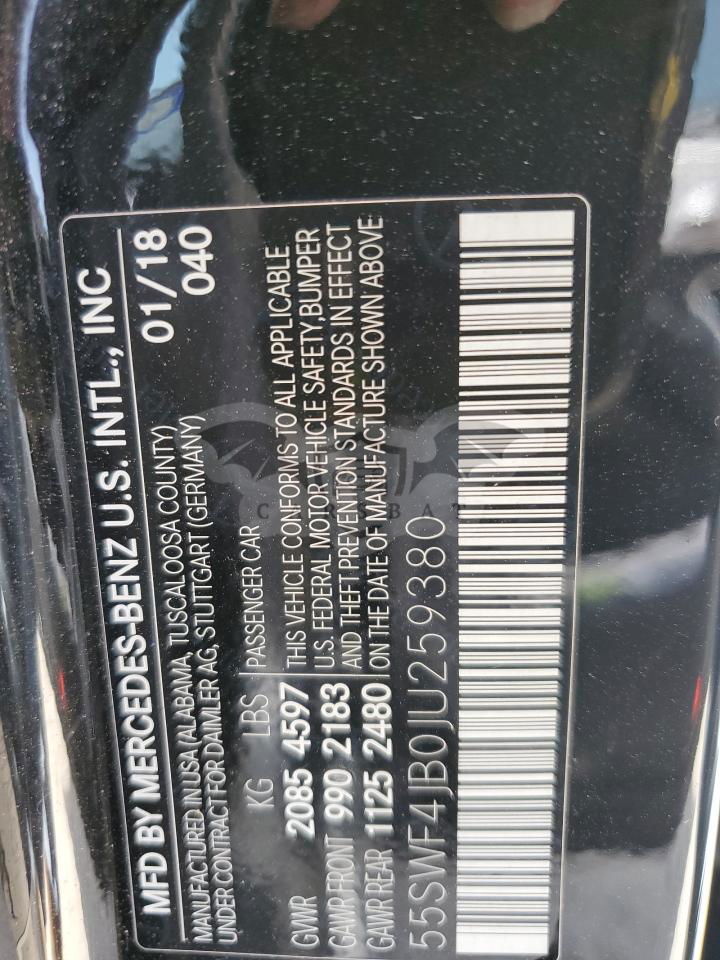 MFD BY MERCEDES-BENZ U.S. INTL., INC
MANUFACTURED IN USA (ALABAMA, TUSCALOOSA COUNTY) 01/18
UNDER CONTRACT FOR DAIMLER AG, STUTTGART (GERMANY) 040
KG LBS PASSENGER CAR
GVWR 2085 4597 THIS VEHICLE CONFORMS TO ALL APPLICABLE
GAWR FRONT 990 2183 U.S. FEDERAL MOTOR VEHICLE SAFETY,BUMPER
AND THEFT PREVENTION STANDARDS IN EFFECT
GAWR REAR 1125 2480 ON THE DATE OF MANUFACTURE SHOWN ABOVE
55SWF4JB0JU259380
CARSBAT